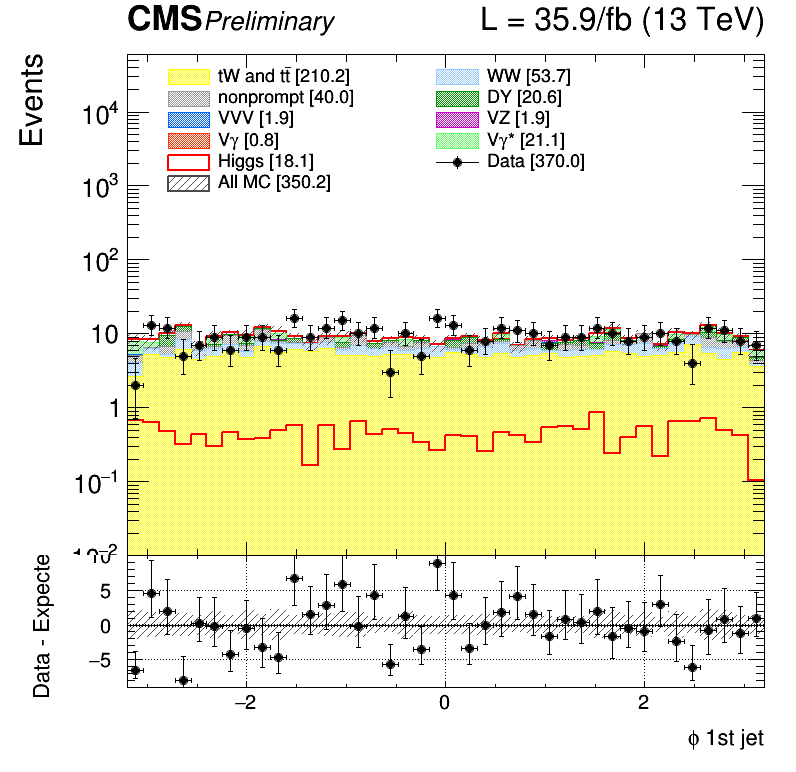 CMS Preliminary L = 35.9/fb (13 TeV)
Events
tW and tt̄ [210.2] WW [53.7]
nonprompt [40.0] DY [20.6]
VVV [1.9] VZ [1.9]
Vγ [0.8] Vγ* [21.1]
Higgs [18.1] Data [370.0]
All MC [350.2]
10⁴
10³
10²
10
1
10⁻¹
10⁻²
Data - Expecte
5
0
−5
−2 0 2
ϕ 1st jet